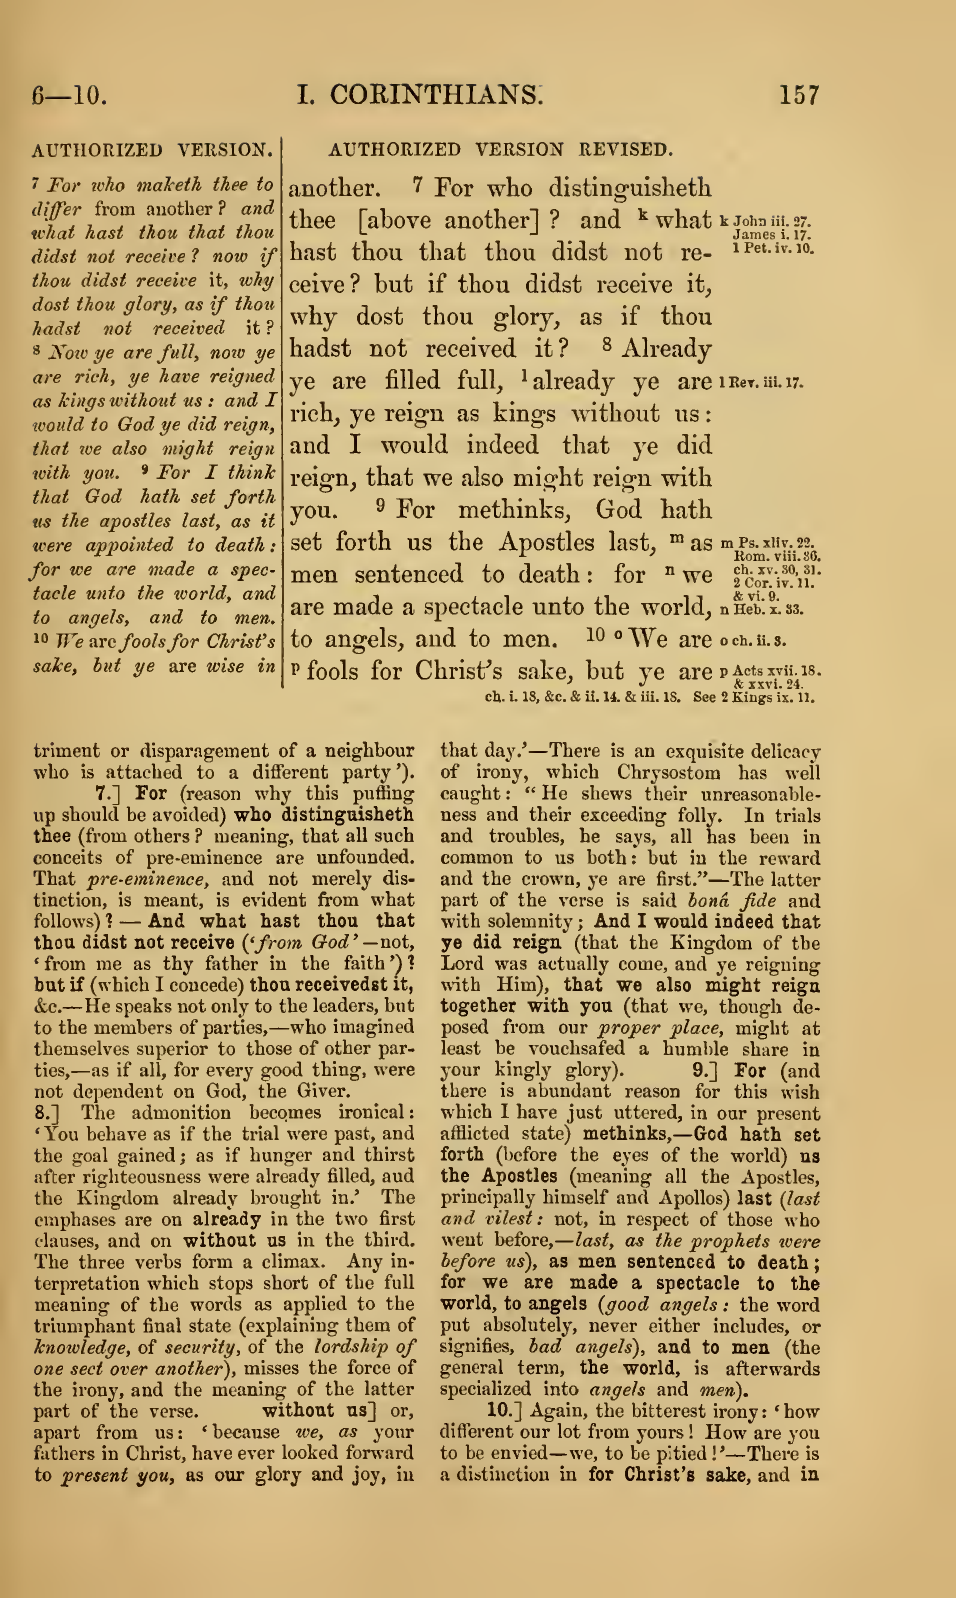 6—10.
I. CORINTHIANS.
157
AUTHORIZED VERSION.
7 For who maketh thee to
differ from another? and
what hast thou that thou
didst not receive? now if
thou didst receive it, why
dost thou glory, as if thou
hadst not received it?
8 Now ye are full, now ye
are rich, ye have reigned
as kings without us: and I
would to God ye did reign,
that we also might reign
with you. 9 For I think
that God hath set forth
us the apostles last, as it
were appointed to death:
for we are made a spec-
tacle unto the world, and
to angels, and to men.
10 We are fools for Christ's
sake, but ye are wise in
AUTHORIZED VERSION REVISED.
another. 7 For who distinguisheth
thee [above another] ? and k what
hast thou that thou didst not re-
ceive? but if thou didst receive it,
why dost thou glory, as if thou
hadst not received it? 8 Already
ye are filled full, l already ye are
rich, ye reign as kings without us:
and I would indeed that ye did
reign, that we also might reign with
you. 9 For methinks, God hath
set forth us the Apostles last, m as
men sentenced to death: for n we
are made a spectacle unto the world,
to angels, and to men. 10 o We are
p fools for Christ's sake, but ye are
k John iii. 27.
James i. 17.
1 Pet. iv. 10.
l Rev. iii. 17.
m Ps. xliv. 22.
Rom. viii. 36.
ch. xv. 30, 31.
2 Cor. iv. 11.
& vi. 9.
n Heb. x. 33.
o ch. ii. 3.
p Acts xvii. 18.
& xxvi. 24.
ch. i. 18, &c. & ii. 14. & iii. 18. See 2 Kings ix. 11.
triment or disparagement of a neighbour
who is attached to a different party').
7.] For (reason why this puffing
up should be avoided) who distinguisheth
thee (from others? meaning, that all such
conceits of pre-eminence are unfounded.
That pre-eminence, and not merely dis-
tinction, is meant, is evident from what
follows)? — And what hast thou that
thou didst not receive ('from God'—not,
'from me as thy father in the faith')?
but if (which I concede) thou receivedst it,
&c.—He speaks not only to the leaders, but
to the members of parties,—who imagined
themselves superior to those of other par-
ties,—as if all, for every good thing, were
not dependent on God, the Giver.
8.] The admonition becomes ironical:
'You behave as if the trial were past, and
the goal gained; as if hunger and thirst
after righteousness were already filled, and
the Kingdom already brought in.' The
emphases are on already in the two first
clauses, and on without us in the third.
The three verbs form a climax. Any in-
terpretation which stops short of the full
meaning of the words as applied to the
triumphant final state (explaining them of
knowledge, of security, of the lordship of
one sect over another), misses the force of
the irony, and the meaning of the latter
part of the verse. without us] or,
apart from us: 'because we, as your
fathers in Christ, have ever looked forward
to present you, as our glory and joy, in
that day.'—There is an exquisite delicacy
of irony, which Chrysostom has well
caught: "He shews their unreasonable-
ness and their exceeding folly. In trials
and troubles, he says, all has been in
common to us both: but in the reward
and the crown, ye are first."—The latter
part of the verse is said bonâ fide and
with solemnity; And I would indeed that
ye did reign (that the Kingdom of the
Lord was actually come, and ye reigning
with Him), that we also might reign
together with you (that we, though de-
posed from our proper place, might at
least be vouchsafed a humble share in
your kingly glory). 9.] For (and
there is abundant reason for this wish
which I have just uttered, in our present
afflicted state) methinks,—God hath set
forth (before the eyes of the world) us
the Apostles (meaning all the Apostles,
principally himself and Apollos) last (last
and vilest: not, in respect of those who
went before,—last, as the prophets were
before us), as men sentenced to death;
for we are made a spectacle to the
world, to angels (good angels: the word
put absolutely, never either includes, or
signifies, bad angels), and to men (the
general term, the world, is afterwards
specialized into angels and men).
10.] Again, the bitterest irony: 'how
different our lot from yours! How are you
to be envied—we, to be pitied!'—There is
a distinction in for Christ's sake, and in